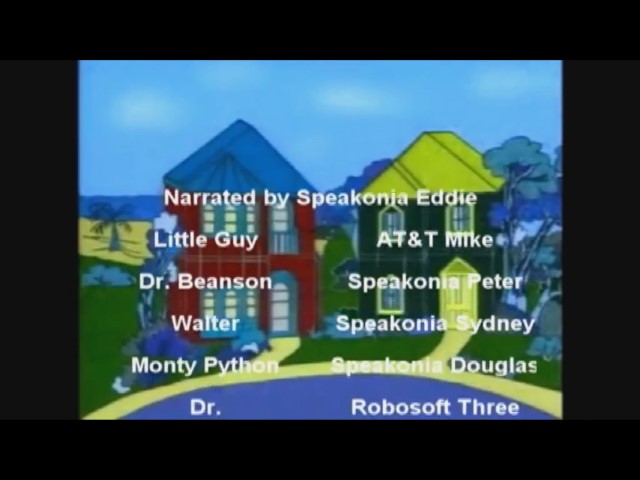 Narrated by Speakonia Eddie
Little Guy AT&T Mike
Dr. Beanson Speakonia Peter
Walter Speakonia Sydney
Monty Python Speakonia Douglas
Dr. Robosoft Three